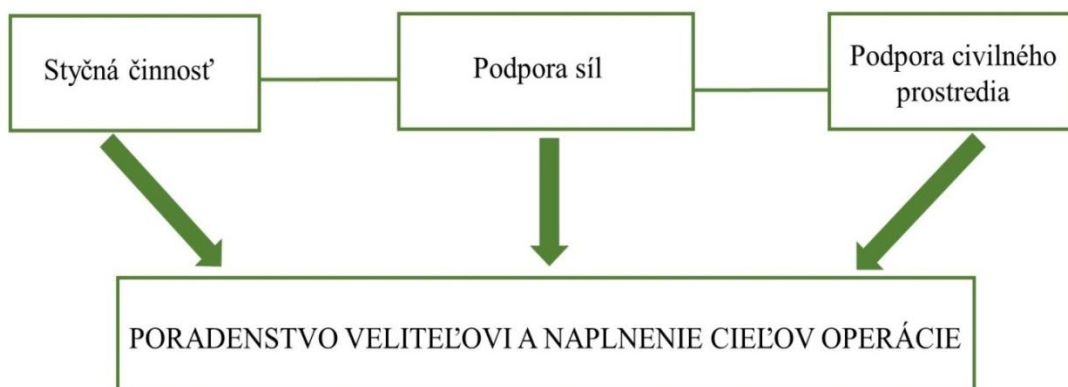 Styčná činnosť
Podpora síl
Podpora civilného
prostredia
PORADENSTVO VELITEĽOVI A NAPLNENIE CIEĽOV OPERÁCIE